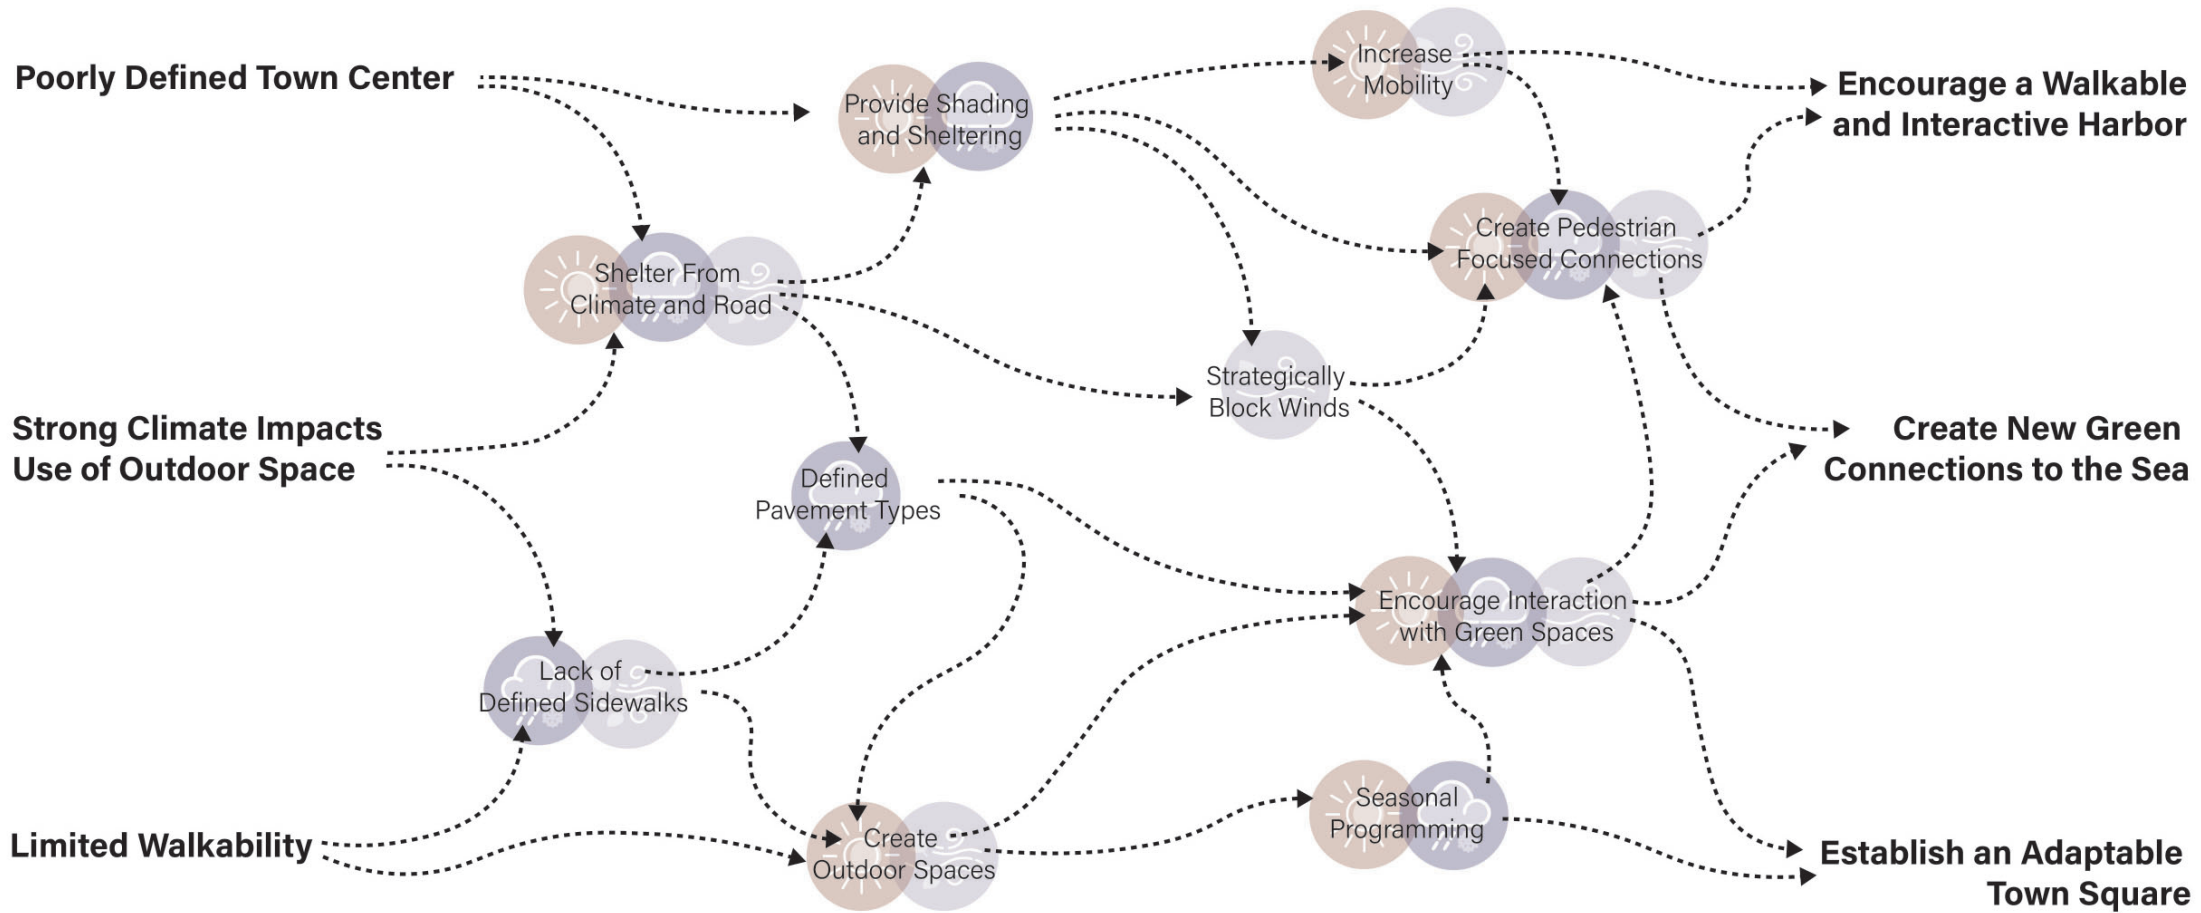 Poorly Defined Town Center
Strong Climate Impacts
Use of Outdoor Space
Limited Walkability
Shelter From
Climate and Road
Lack of
Defined Sidewalks
Provide Shading
and Sheltering
Defined
Pavement Types
Create
Outdoor Spaces
Increase
Mobility
Create Pedestrian
Focused Connections
Strategically
Block Winds
Encourage Interaction
with Green Spaces
Seasonal
Programming
Encourage a Walkable
and Interactive Harbor
Create New Green
Connections to the Sea
Establish an Adaptable
Town Square